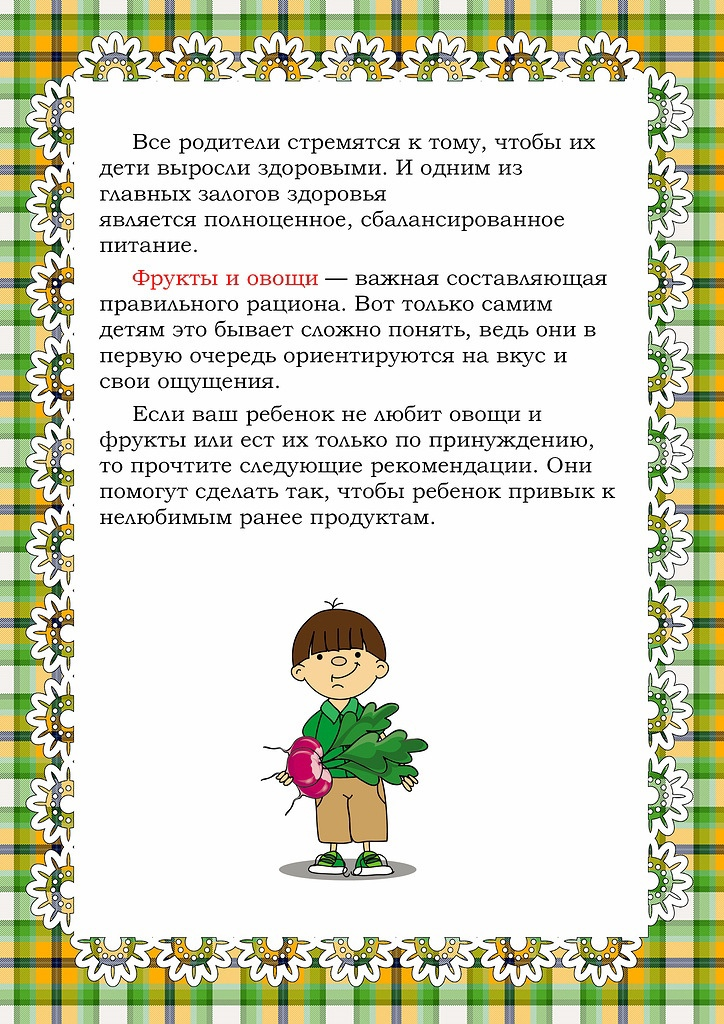 Все родители стремятся к тому, чтобы их
дети выросли здоровыми. И одним из
главных залогов здоровья
является полноценное, сбалансированное
питание.
Фрукты и овощи — важная составляющая
правильного рациона. Вот только самим
детям это бывает сложно понять, ведь они в
первую очередь ориентируются на вкус и
свои ощущения.
Если ваш ребенок не любит овощи и
фрукты или ест их только по принуждению,
то прочтите следующие рекомендации. Они
помогут сделать так, чтобы ребенок привык к
нелюбимым ранее продуктам.